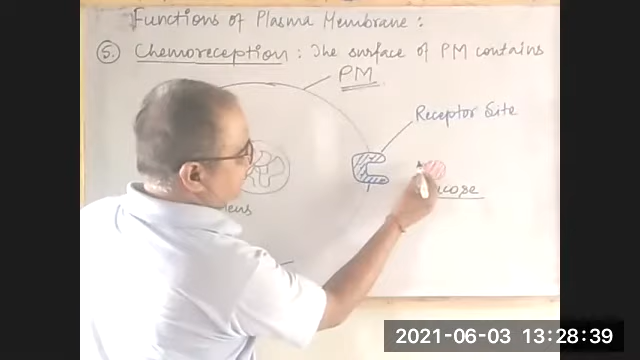 Functions of Plasma Membrane :
5. Chemoreception : The surface of PM contains
PM
Receptor Site
2021-06-03 13:28:39